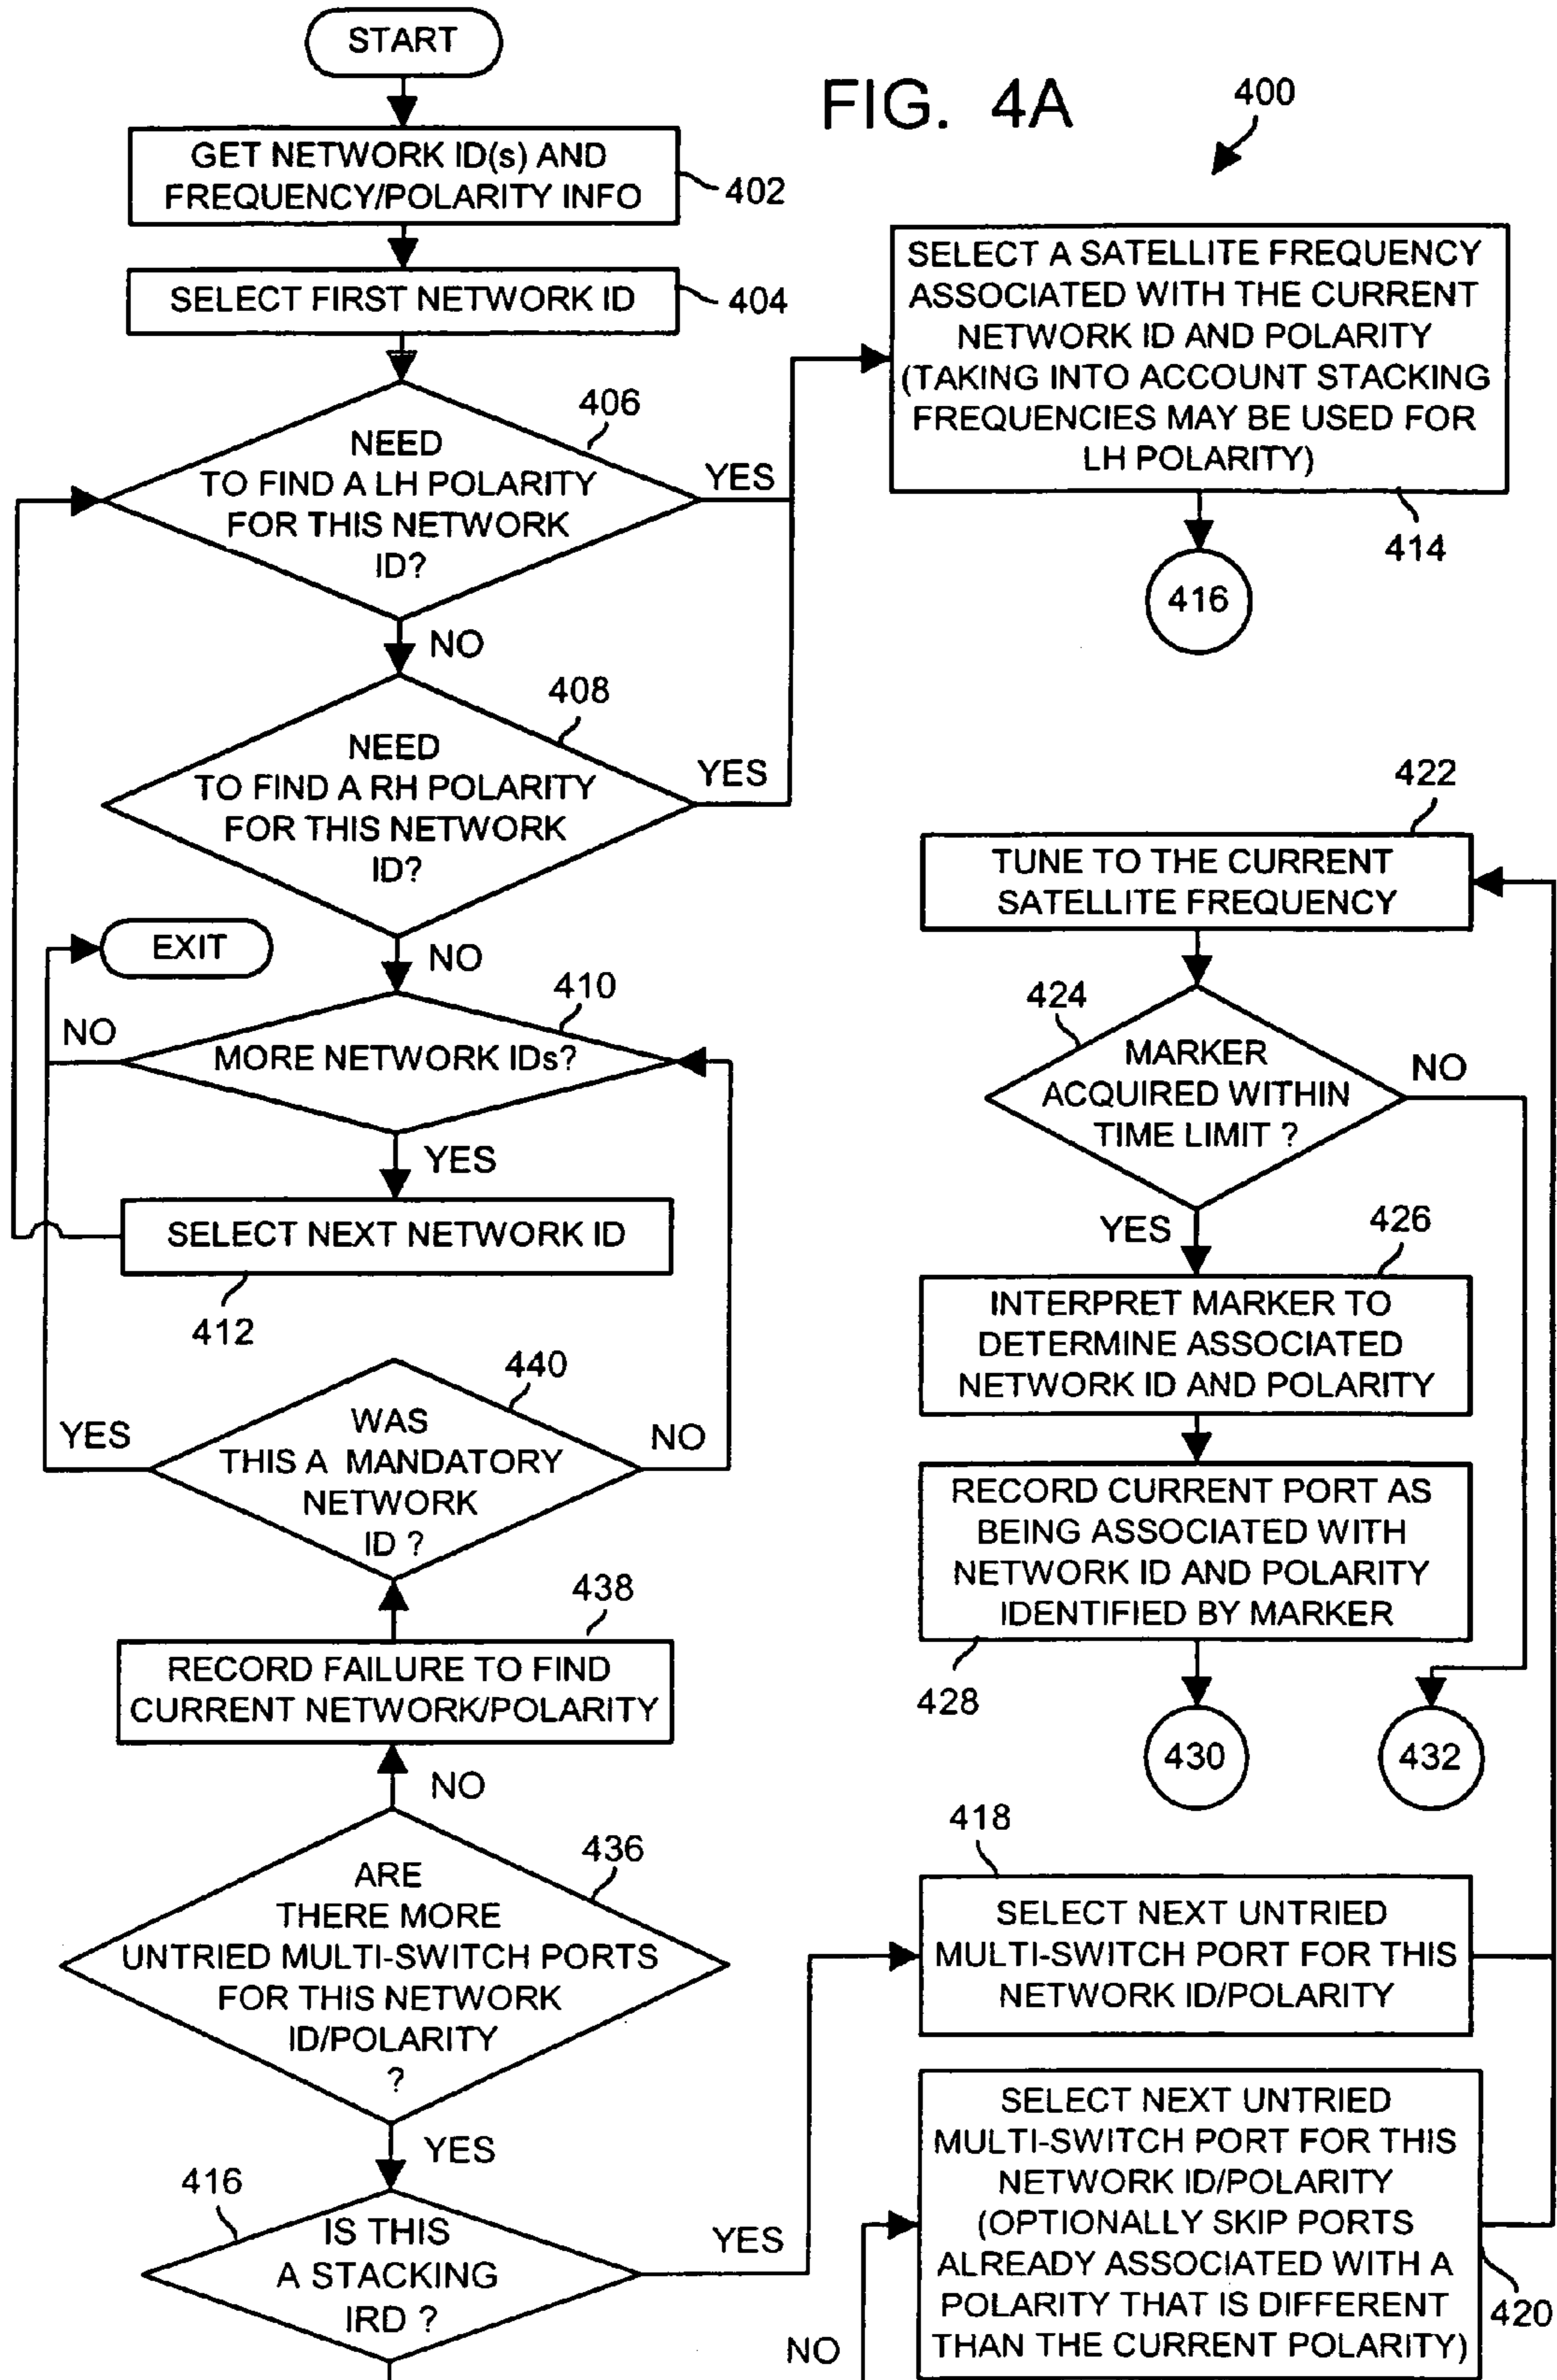 START
FIG. 4A
400
GET NETWORK ID(s) AND
FREQUENCY/POLARITY INFO
402
SELECT FIRST NETWORK ID
404
406
NEED
TO FIND A LH POLARITY
FOR THIS NETWORK
ID?
YES
NO
408
NEED
TO FIND A RH POLARITY
FOR THIS NETWORK
ID?
YES
NO
EXIT
410
NO
MORE NETWORK IDs?
YES
SELECT NEXT NETWORK ID
412
440
WAS
THIS A MANDATORY
NETWORK
ID ?
YES
NO
438
RECORD FAILURE TO FIND
CURRENT NETWORK/POLARITY
NO
436
ARE
THERE MORE
UNTRIED MULTI-SWITCH PORTS
FOR THIS NETWORK
ID/POLARITY
?
YES
416
IS THIS
A STACKING
IRD ?
YES
NO
SELECT A SATELLITE FREQUENCY
ASSOCIATED WITH THE CURRENT
NETWORK ID AND POLARITY
(TAKING INTO ACCOUNT STACKING
FREQUENCIES MAY BE USED FOR
LH POLARITY)
414
416
422
TUNE TO THE CURRENT
SATELLITE FREQUENCY
424
MARKER
ACQUIRED WITHIN
TIME LIMIT ?
NO
YES
426
INTERPRET MARKER TO
DETERMINE ASSOCIATED
NETWORK ID AND POLARITY
RECORD CURRENT PORT AS
BEING ASSOCIATED WITH
NETWORK ID AND POLARITY
IDENTIFIED BY MARKER
428
430
432
418
SELECT NEXT UNTRIED
MULTI-SWITCH PORT FOR THIS
NETWORK ID/POLARITY
SELECT NEXT UNTRIED
MULTI-SWITCH PORT FOR THIS
NETWORK ID/POLARITY
(OPTIONALLY SKIP PORTS
ALREADY ASSOCIATED WITH A
POLARITY THAT IS DIFFERENT
THAN THE CURRENT POLARITY)
420